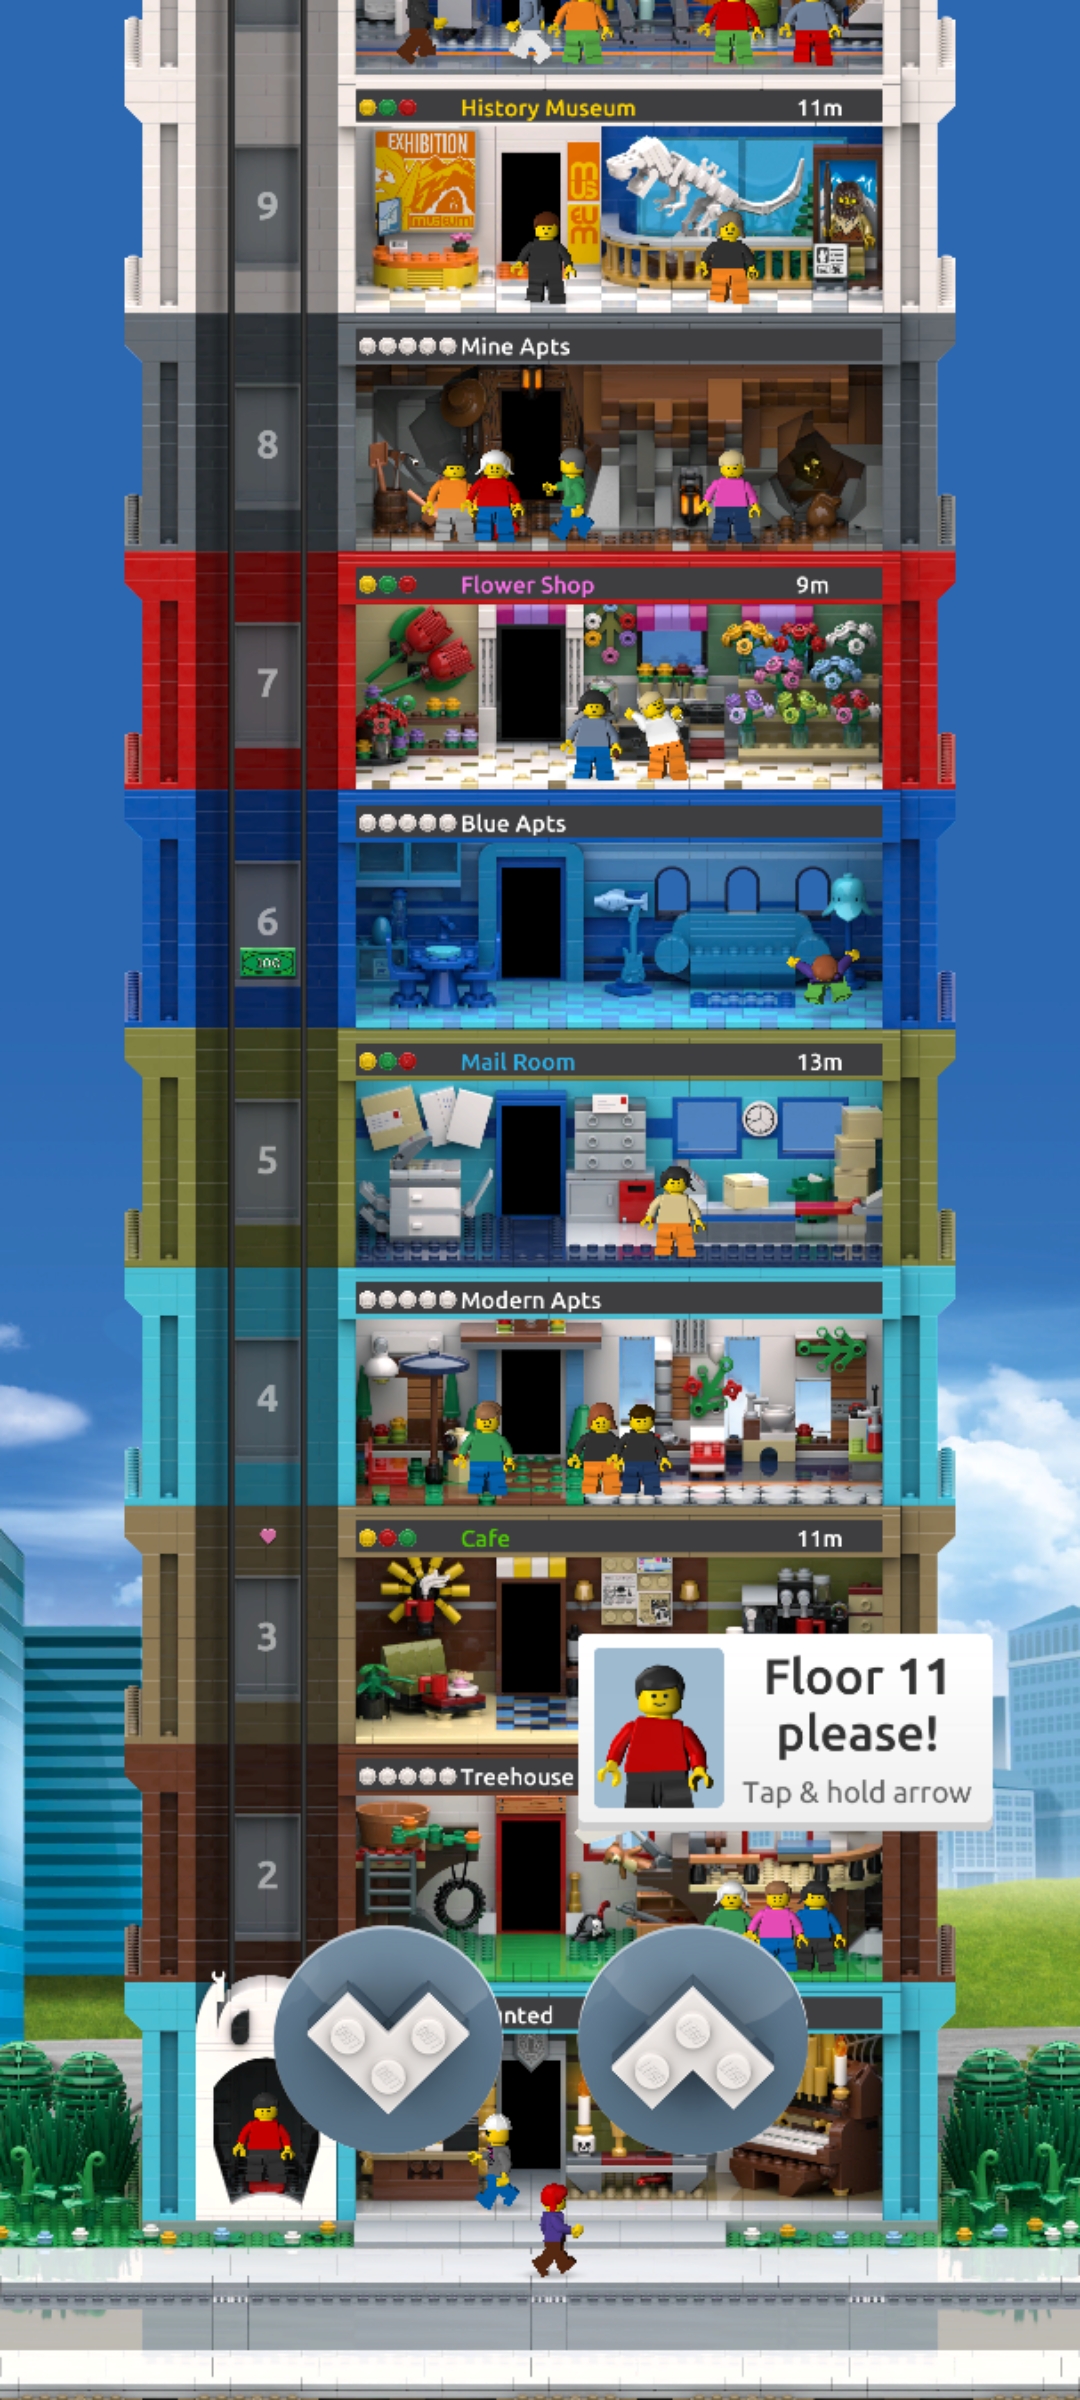 History Museum 11m
EXHIBITION
MUSEUM
MUSEUM
9
Mine Apts
8
Flower Shop 9m
7
Blue Apts
6
100
Mail Room 13m
5
Modern Apts
4
Cafe 11m
3
Floor 11
please!
Tap & hold arrow
Treehouse
2
nted